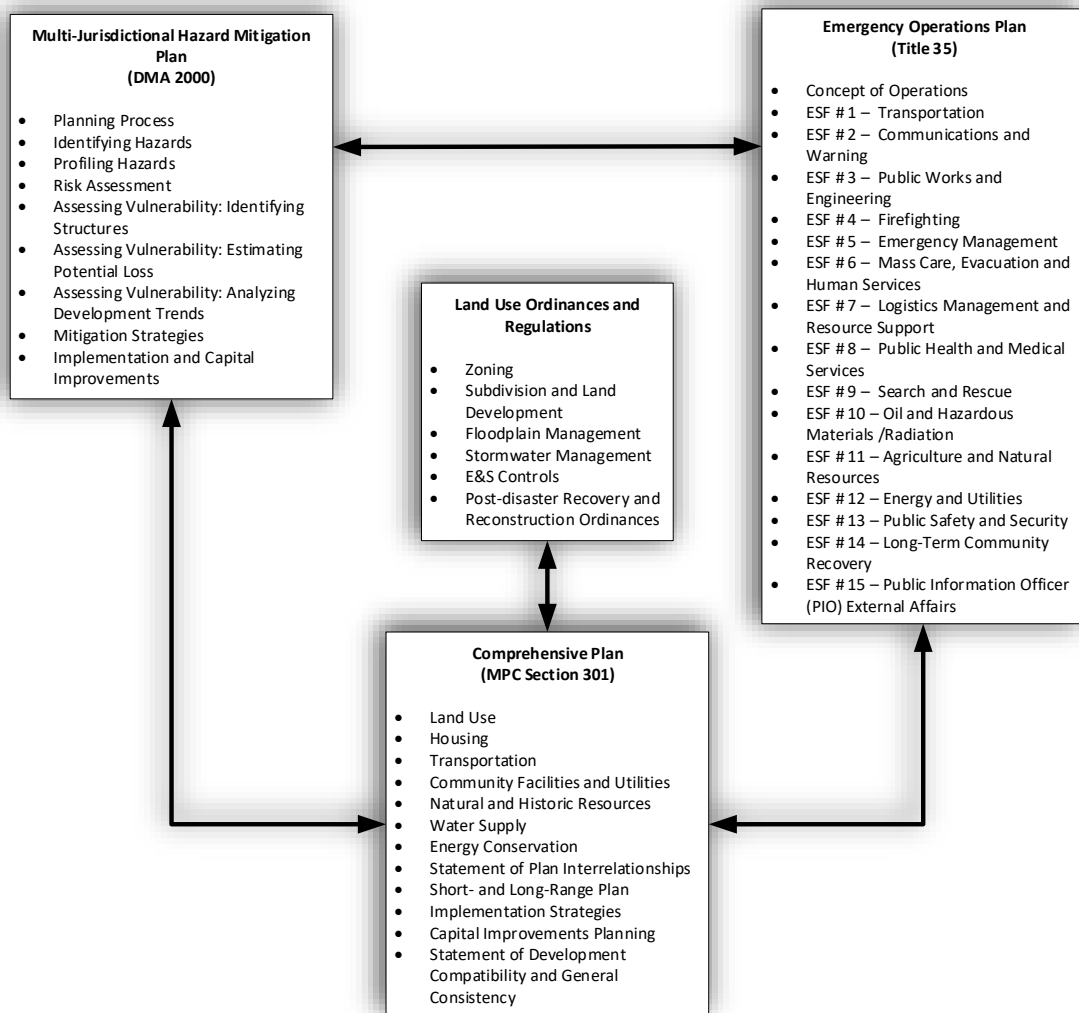 Multi-Jurisdictional Hazard Mitigation
Plan
(DMA 2000)
• Planning Process
• Identifying Hazards
• Profiling Hazards
• Risk Assessment
• Assessing Vulnerability: Identifying
Structures
• Assessing Vulnerability: Estimating
Potential Loss
• Assessing Vulnerability: Analyzing
Development Trends
• Mitigation Strategies
• Implementation and Capital
Improvements
Emergency Operations Plan
(Title 35)
• Concept of Operations
• ESF # 1 – Transportation
• ESF # 2 – Communications and
Warning
• ESF # 3 – Public Works and
Engineering
• ESF # 4 – Firefighting
• ESF # 5 – Emergency Management
• ESF # 6 – Mass Care, Evacuation and
Human Services
• ESF # 7 – Logistics Management and
Resource Support
• ESF # 8 – Public Health and Medical
Services
• ESF # 9 – Search and Rescue
• ESF # 10 – Oil and Hazardous
Materials /Radiation
• ESF # 11 – Agriculture and Natural
Resources
• ESF # 12 – Energy and Utilities
• ESF # 13 – Public Safety and Security
• ESF # 14 – Long-Term Community
Recovery
• ESF # 15 – Public Information Officer
(PIO) External Affairs
Land Use Ordinances and
Regulations
• Zoning
• Subdivision and Land
Development
• Floodplain Management
• Stormwater Management
• E&S Controls
• Post-disaster Recovery and
Reconstruction Ordinances
Comprehensive Plan
(MPC Section 301)
• Land Use
• Housing
• Transportation
• Community Facilities and Utilities
• Natural and Historic Resources
• Water Supply
• Energy Conservation
• Statement of Plan Interrelationships
• Short- and Long-Range Plan
• Implementation Strategies
• Capital Improvements Planning
• Statement of Development
Compatibility and General
Consistency